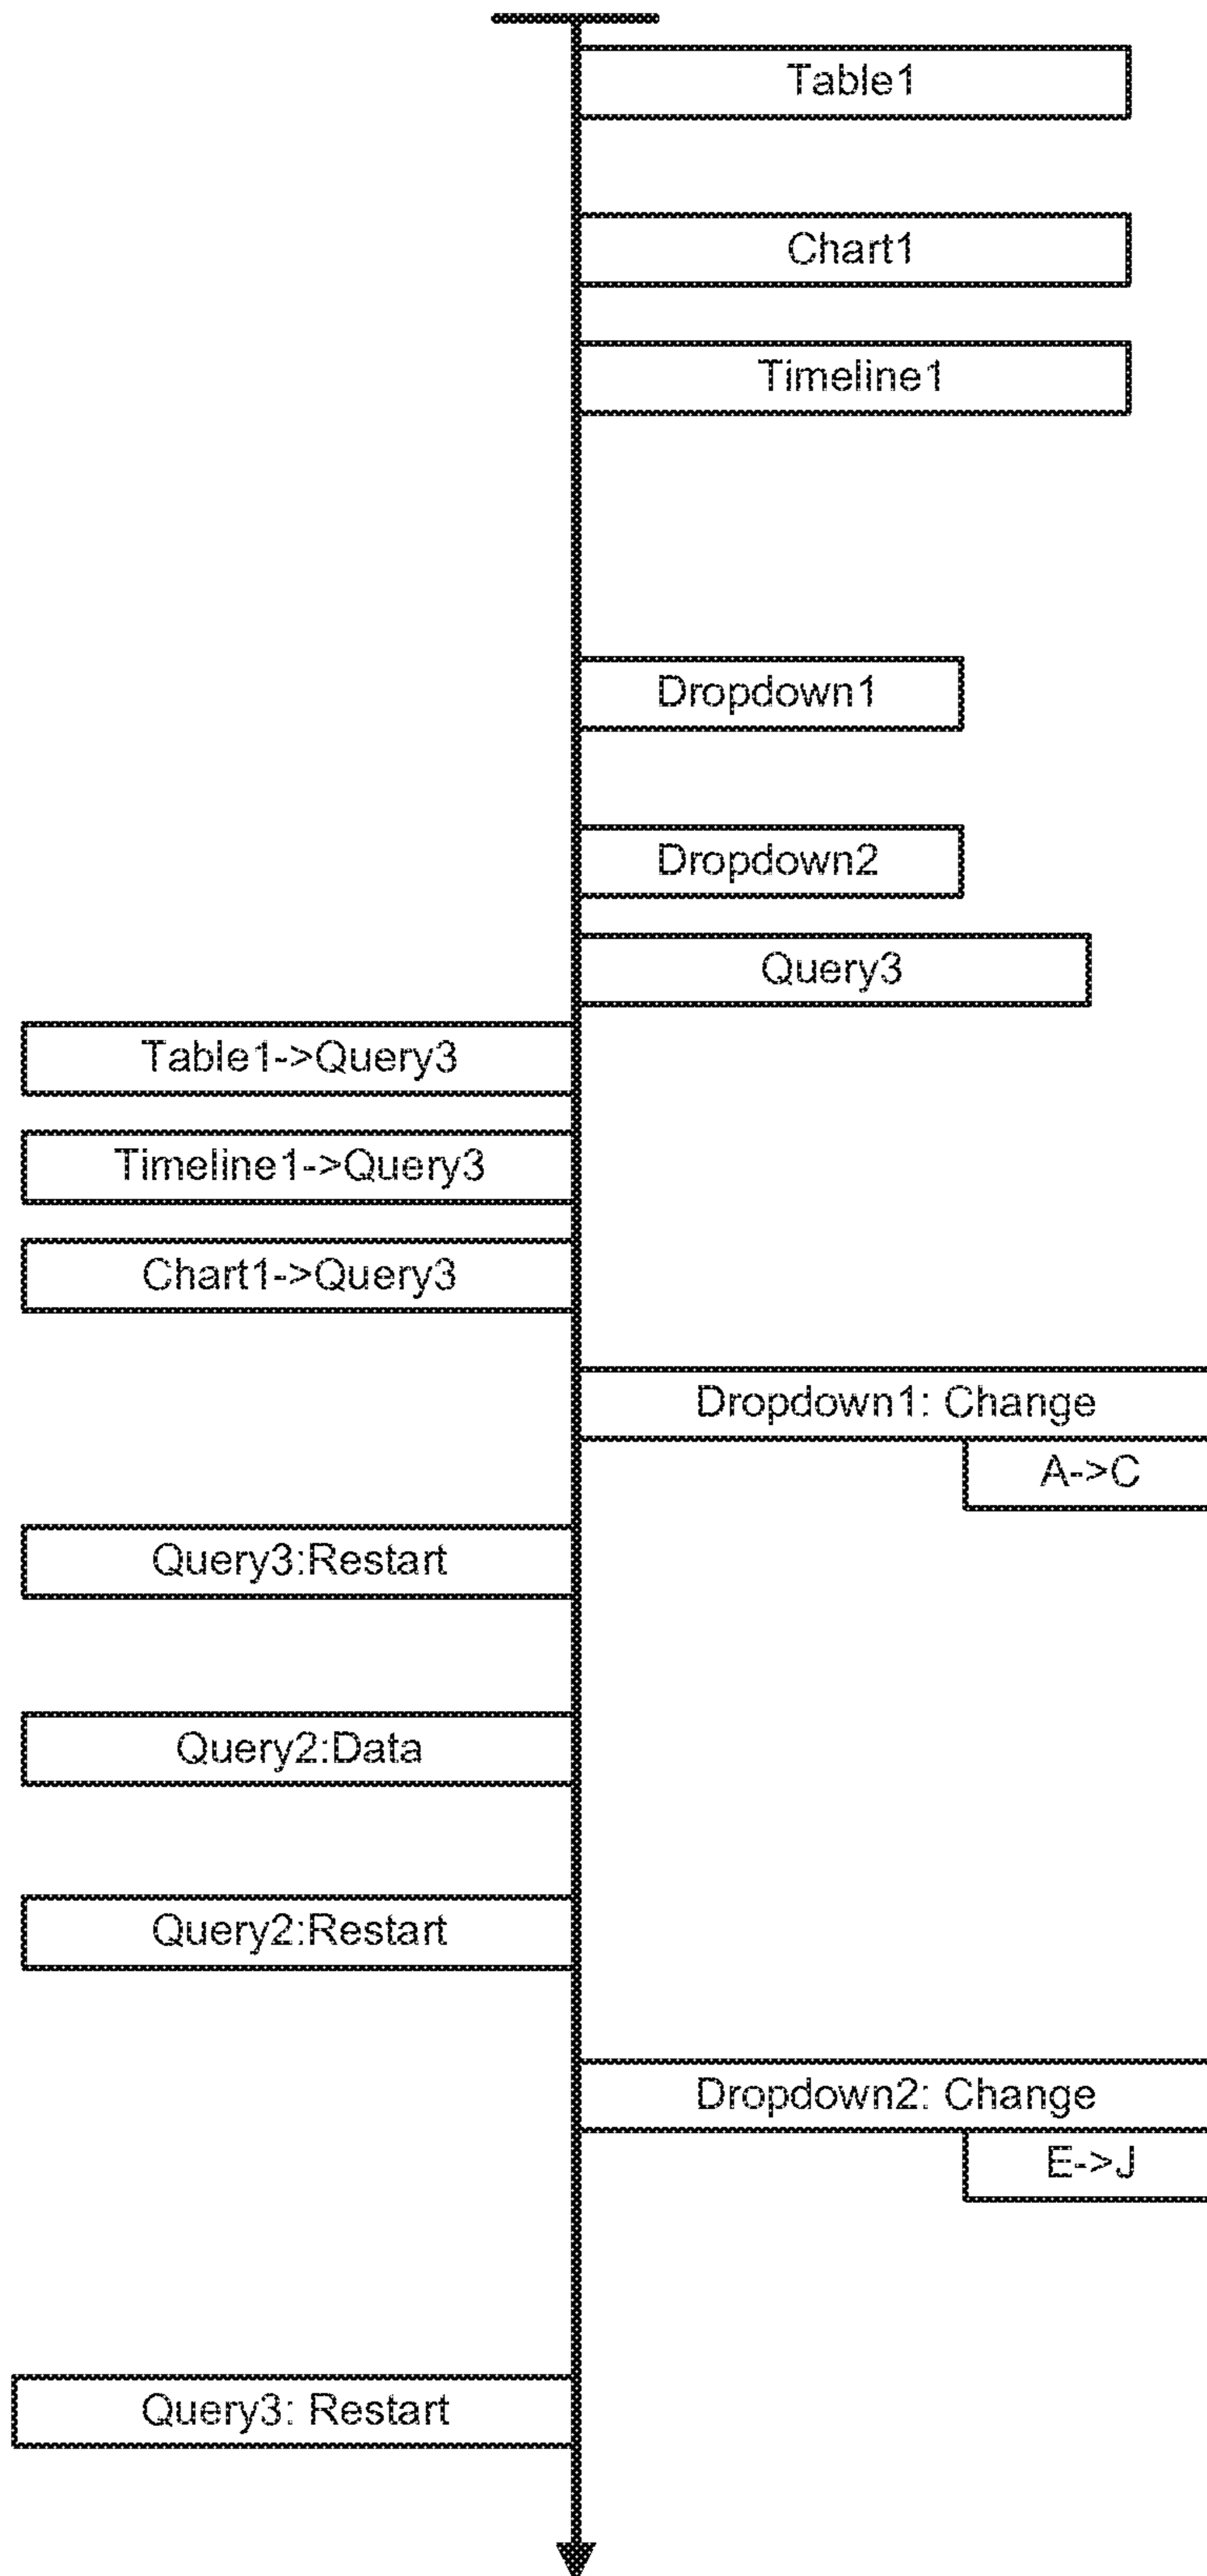 Table1
Chart1
Timeline1
Dropdown1
Dropdown2
Query3
Table1->Query3
Timeline1->Query3
Chart1->Query3
Dropdown1: Change
A->C
Query3:Restart
Query2:Data
Query2:Restart
Dropdown2: Change
E->J
Query3: Restart